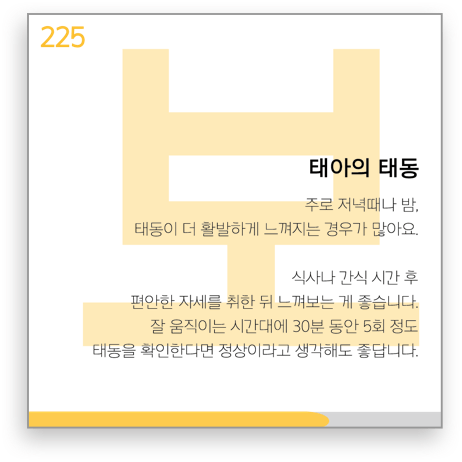 225
부
태아의 태동
주로 저녁때나 밤,
태동이 더 활발하게 느껴지는 경우가 많아요.
식사나 간식 시간 후
편안한 자세를 취한 뒤 느껴보는 게 좋습니다.
잘 움직이는 시간대에 30분 동안 5회 정도
태동을 확인한다면 정상이라고 생각해도 좋답니다.